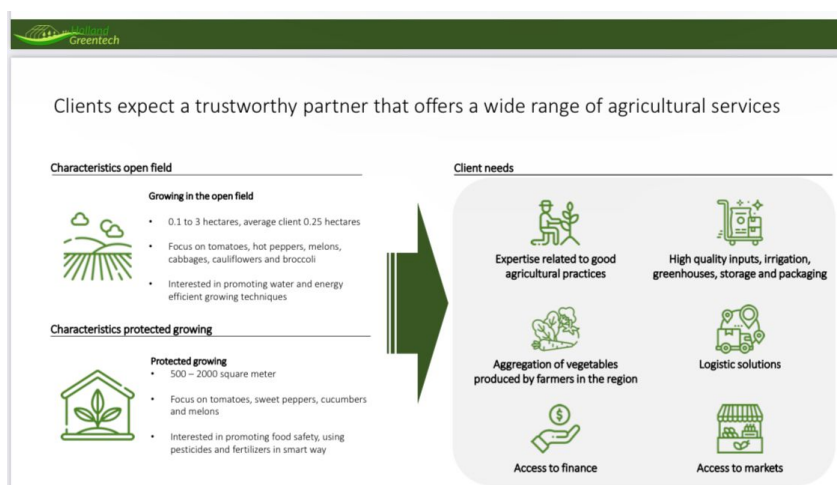 Holland
Greentech
Clients expect a trustworthy partner that offers a wide range of agricultural services
Characteristics open field
Growing in the open field
• 0.1 to 3 hectares, average client 0.25 hectares
• Focus on tomatoes, hot peppers, melons,
cabbages, cauliflowers and broccoli
• Interested in promoting water and energy
efficient growing techniques
Characteristics protected growing
Protected growing
• 500 – 2000 square meter
• Focus on tomatoes, sweet peppers, cucumbers
and melons
• Interested in promoting food safety, using
pesticides and fertilizers in smart way
Client needs
Expertise related to good
agricultural practices
High quality inputs, irrigation,
greenhouses, storage and packaging
Aggregation of vegetables
produced by farmers in the region
Logistic solutions
$
Access to finance
Access to markets